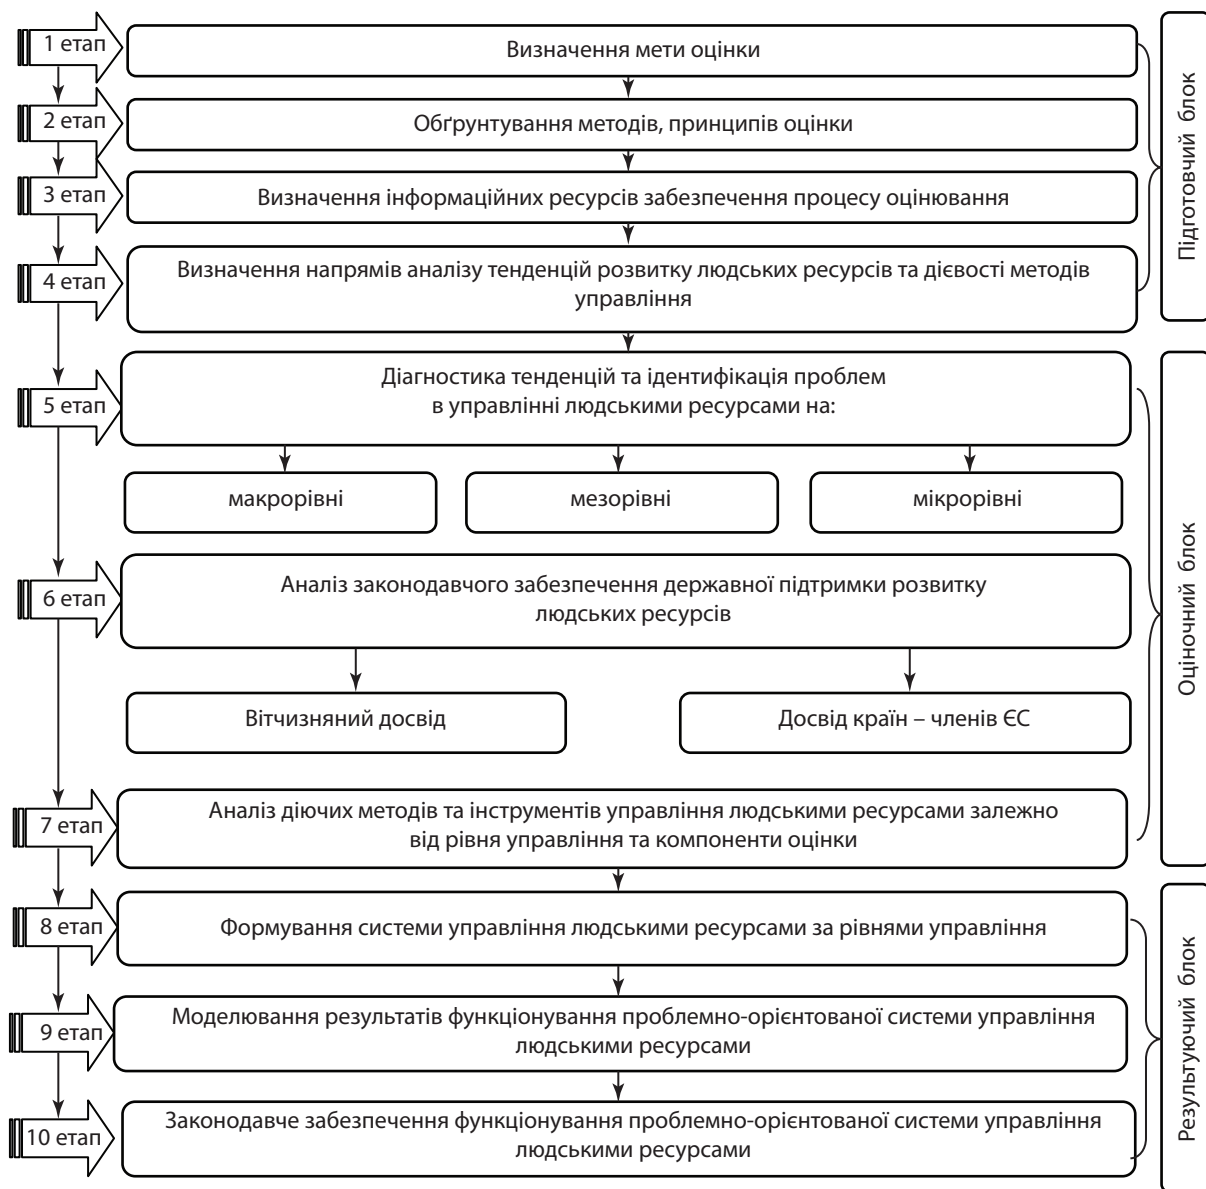 1 етап
Визначення мети оцінки
2 етап
Обґрунтування методів, принципів оцінки
3 етап
Визначення інформаційних ресурсів забезпечення процесу оцінювання
4 етап
Визначення напрямів аналізу тенденцій розвитку людських ресурсів та дієвості методів
управління
Підготовчий блок
5 етап
Діагностика тенденцій та ідентифікація проблем
в управлінні людськими ресурсами на:
макрорівні
мезорівні
мікрорівні
6 етап
Аналіз законодавчого забезпечення державної підтримки розвитку
людських ресурсів
Вітчизняний досвід
Досвід країн – членів ЄС
7 етап
Аналіз діючих методів та інструментів управління людськими ресурсами залежно
від рівня управління та компоненти оцінки
Оціночний блок
8 етап
Формування системи управління людськими ресурсами за рівнями управління
9 етап
Моделювання результатів функціонування проблемно-орієнтованої системи управління
людськими ресурсами
10 етап
Законодавче забезпечення функціонування проблемно-орієнтованої системи управління
людськими ресурсами
Результуючий блок